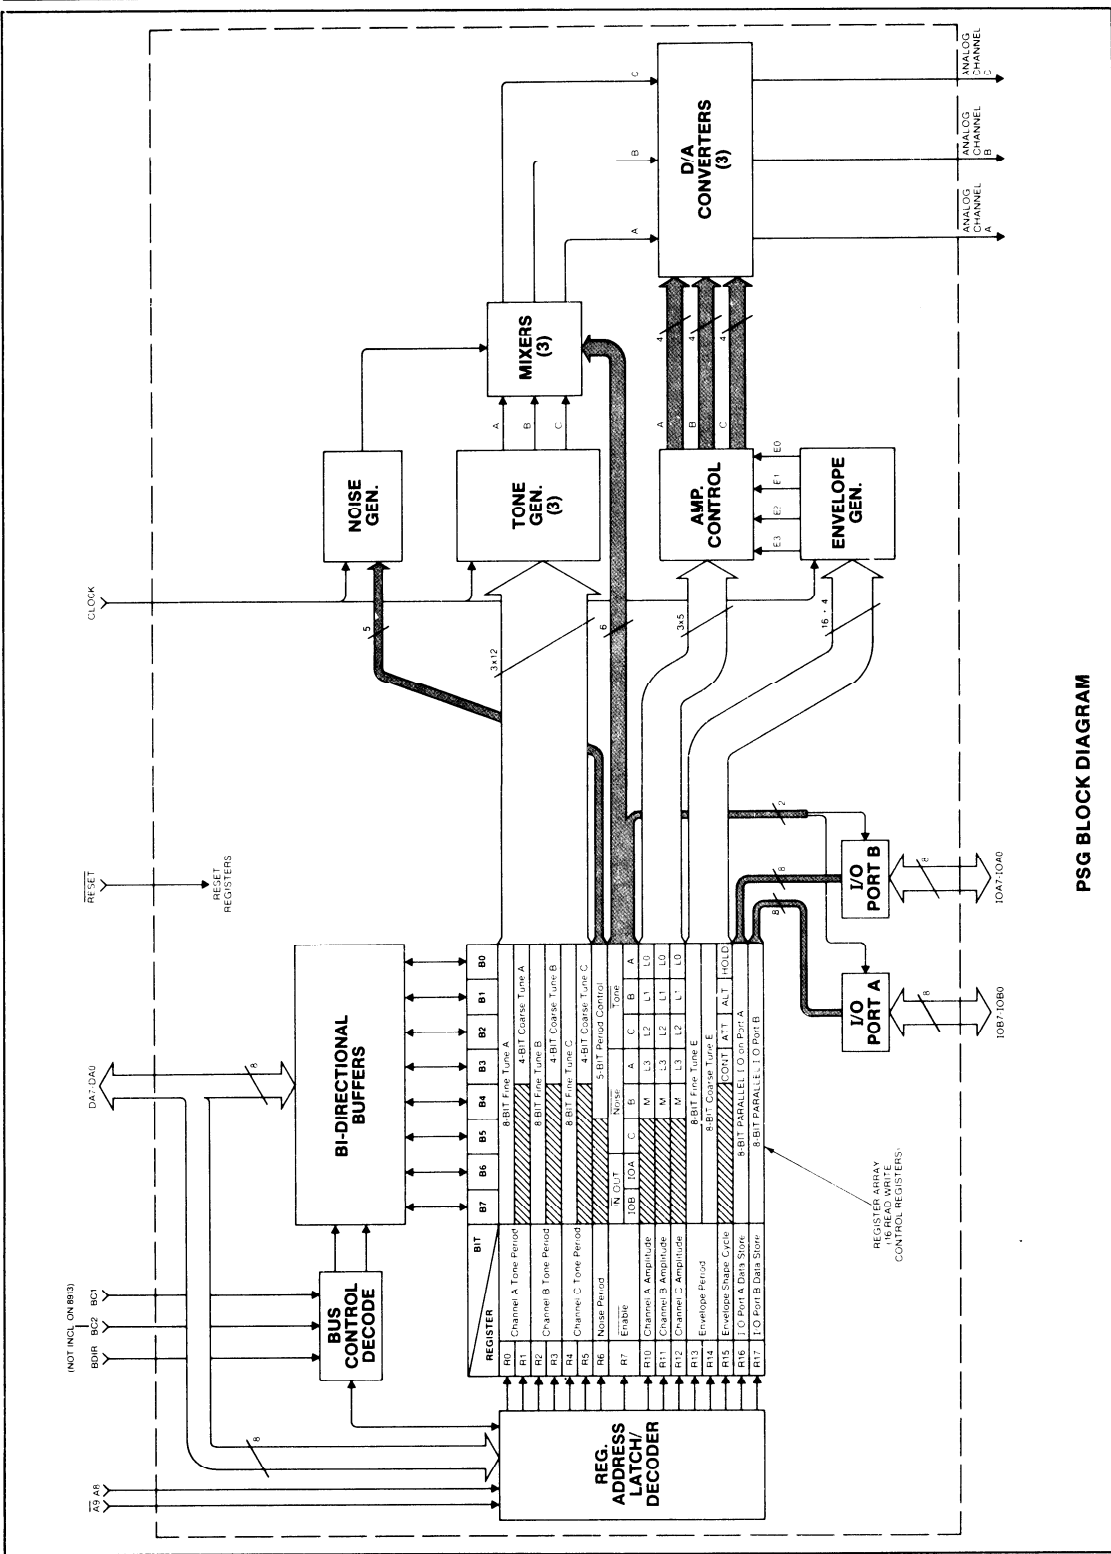 PSG BLOCK DIAGRAM
(NOT INCL ON 8913)
A9 A8
BDIR
BC2
BC1
DA7-DA0
RESET
CLOCK
RESET
REGISTERS
REG.
ADDRESS
LATCH/
DECODER
BUS
CONTROL
DECODE
BI-DIRECTIONAL
BUFFERS
8
8
NOISE
GEN.
TONE
GEN.
(3)
MIXERS
(3)
AMP.
CONTROL
ENVELOPE
GEN.
D/A
CONVERTERS
(3)
5
3x12
6
3x5
16 + 4
A
B
C
E3
E2
E1
E0
A
B
C
4
4
4
A
B
C
ANALOG
CHANNEL
A
ANALOG
CHANNEL
B
ANALOG
CHANNEL
C
REGISTER
BIT
B7
B6
B5
B4
B3
B2
B1
B0
R0
Channel A Tone Period
8-BIT Fine Tune A
R1
4-BIT Coarse Tune A
R2
Channel B Tone Period
8-BIT Fine Tune B
R3
4-BIT Coarse Tune B
R4
Channel C Tone Period
8-BIT Fine Tune C
R5
4-BIT Coarse Tune C
R6
Noise Period
5-BIT Period Control
R7
Enable
IN OUT
Noise
Tone
IOB IOA C B A C B A
R10
Channel A Amplitude
M L3 L2 L1 L0
R11
Channel B Amplitude
M L3 L2 L1 L0
R12
Channel C Amplitude
M L3 L2 L1 L0
R13
Envelope Period
8-BIT Fine Tune E
R14
8-BIT Coarse Tune E
R15
Envelope Shape Cycle
CONT ATT ALT HOLD
R16
I O Port A Data Store
8-BIT PARALLEL I O on Port A
R17
I O Port B Data Store
8-BIT PARALLEL I O Port B
REGISTER ARRAY
(16 READ WRITE
CONTROL REGISTERS)
8
8
2
I/O
PORT A
I/O
PORT B
8
8
IOB7-IOB0
IOA7-IOA0